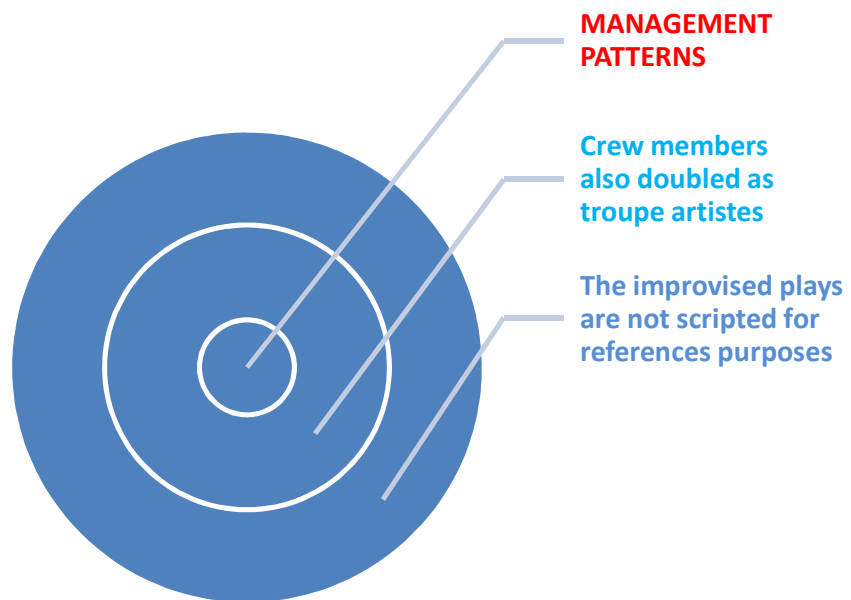 MANAGEMENT
PATTERNS
Crew members
also doubled as
troupe artistes
The improvised plays
are not scripted for
references purposes